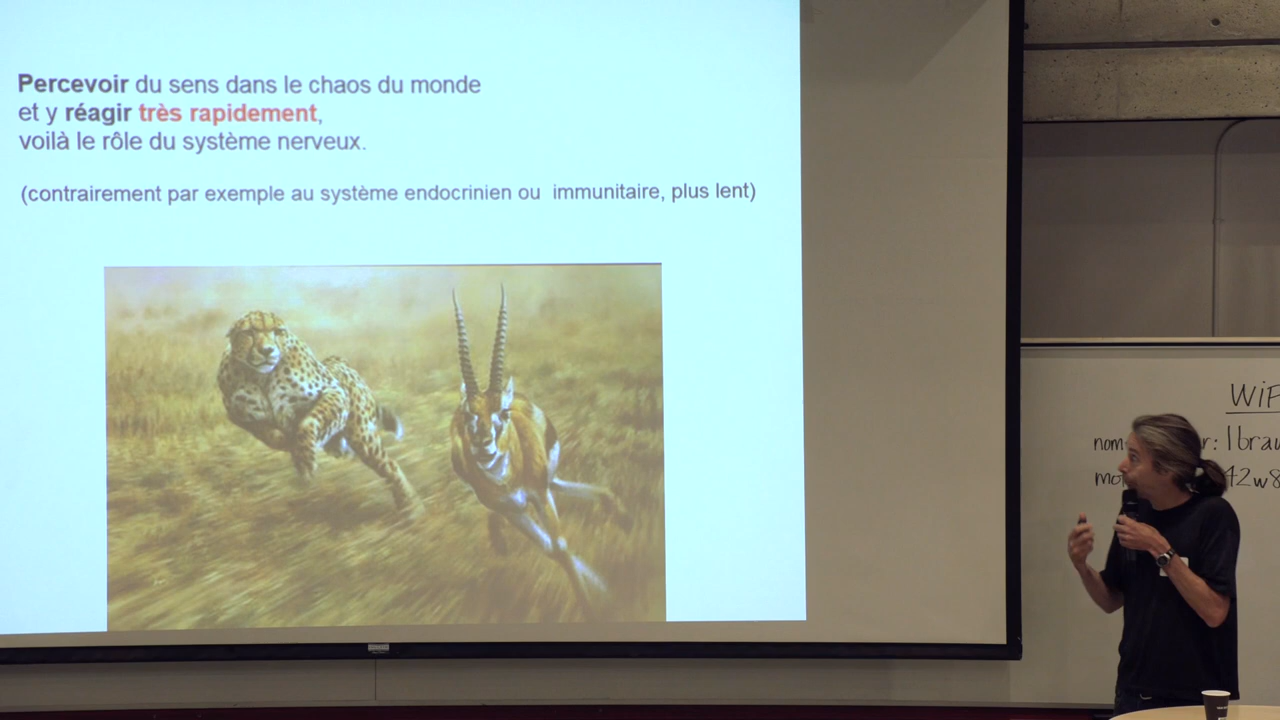 Percevoir du sens dans le chaos du monde
et y réagir très rapidement,
voilà le rôle du système nerveux.
(contrairement par exemple au système endocrinien ou immunitaire, plus lent)